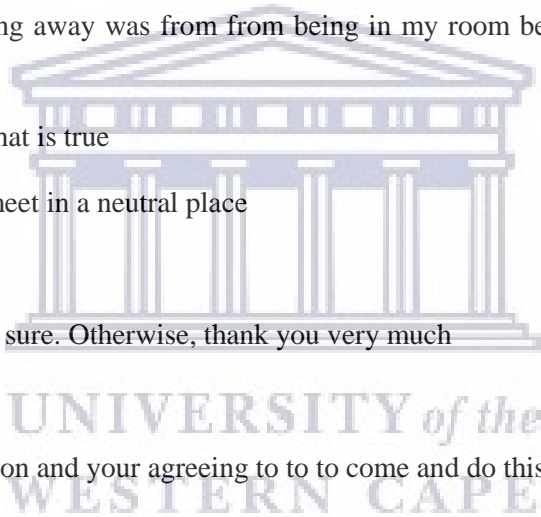 ng away was from from being in my room be
hat is true
neet in a neutral place
sure. Otherwise, thank you very much
UNIVERSITY of the
on and your agreeing to to to come and do this
WESTERN CAPE